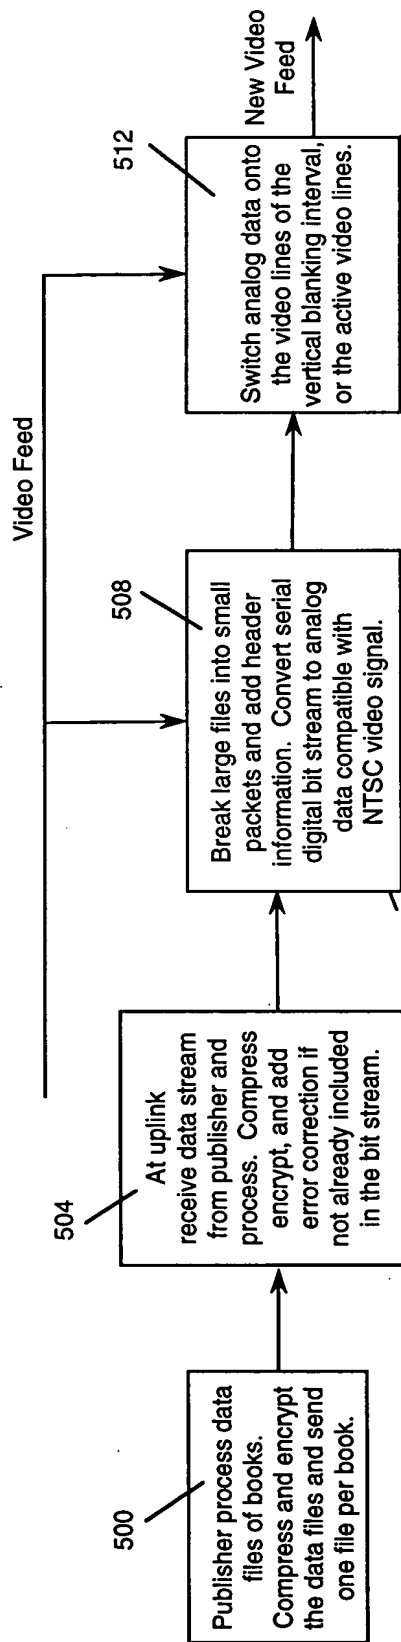 500
Publisher process data
files of books.
Compress and encrypt
the data files and send
one file per book.
504
At uplink
receive data stream
from publisher and
process. Compress
encrypt, and add
error correction if
not already included
in the bit stream.
Video Feed
508
Break large files into small
packets and add header
information. Convert serial
digital bit stream to analog
data compatible with
NTSC video signal.
512
Switch analog data onto
the video lines of the
vertical blanking interval,
or the active video lines.
New Video
Feed